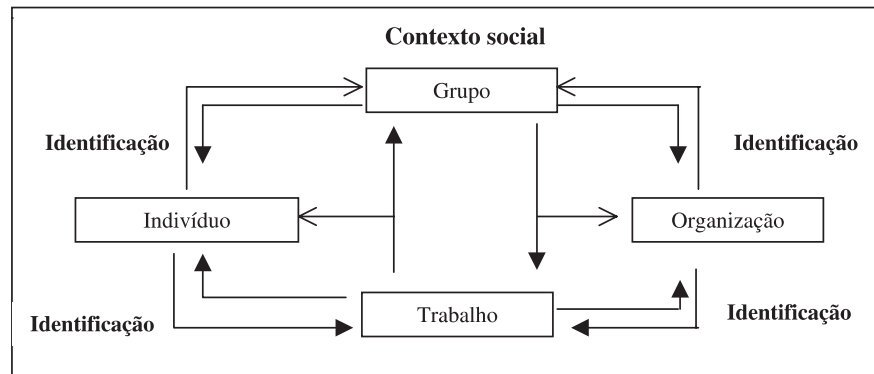 Contexto social
Grupo
Identificação
Identificação
Indivíduo
Organização
Trabalho
Identificação
Identificação